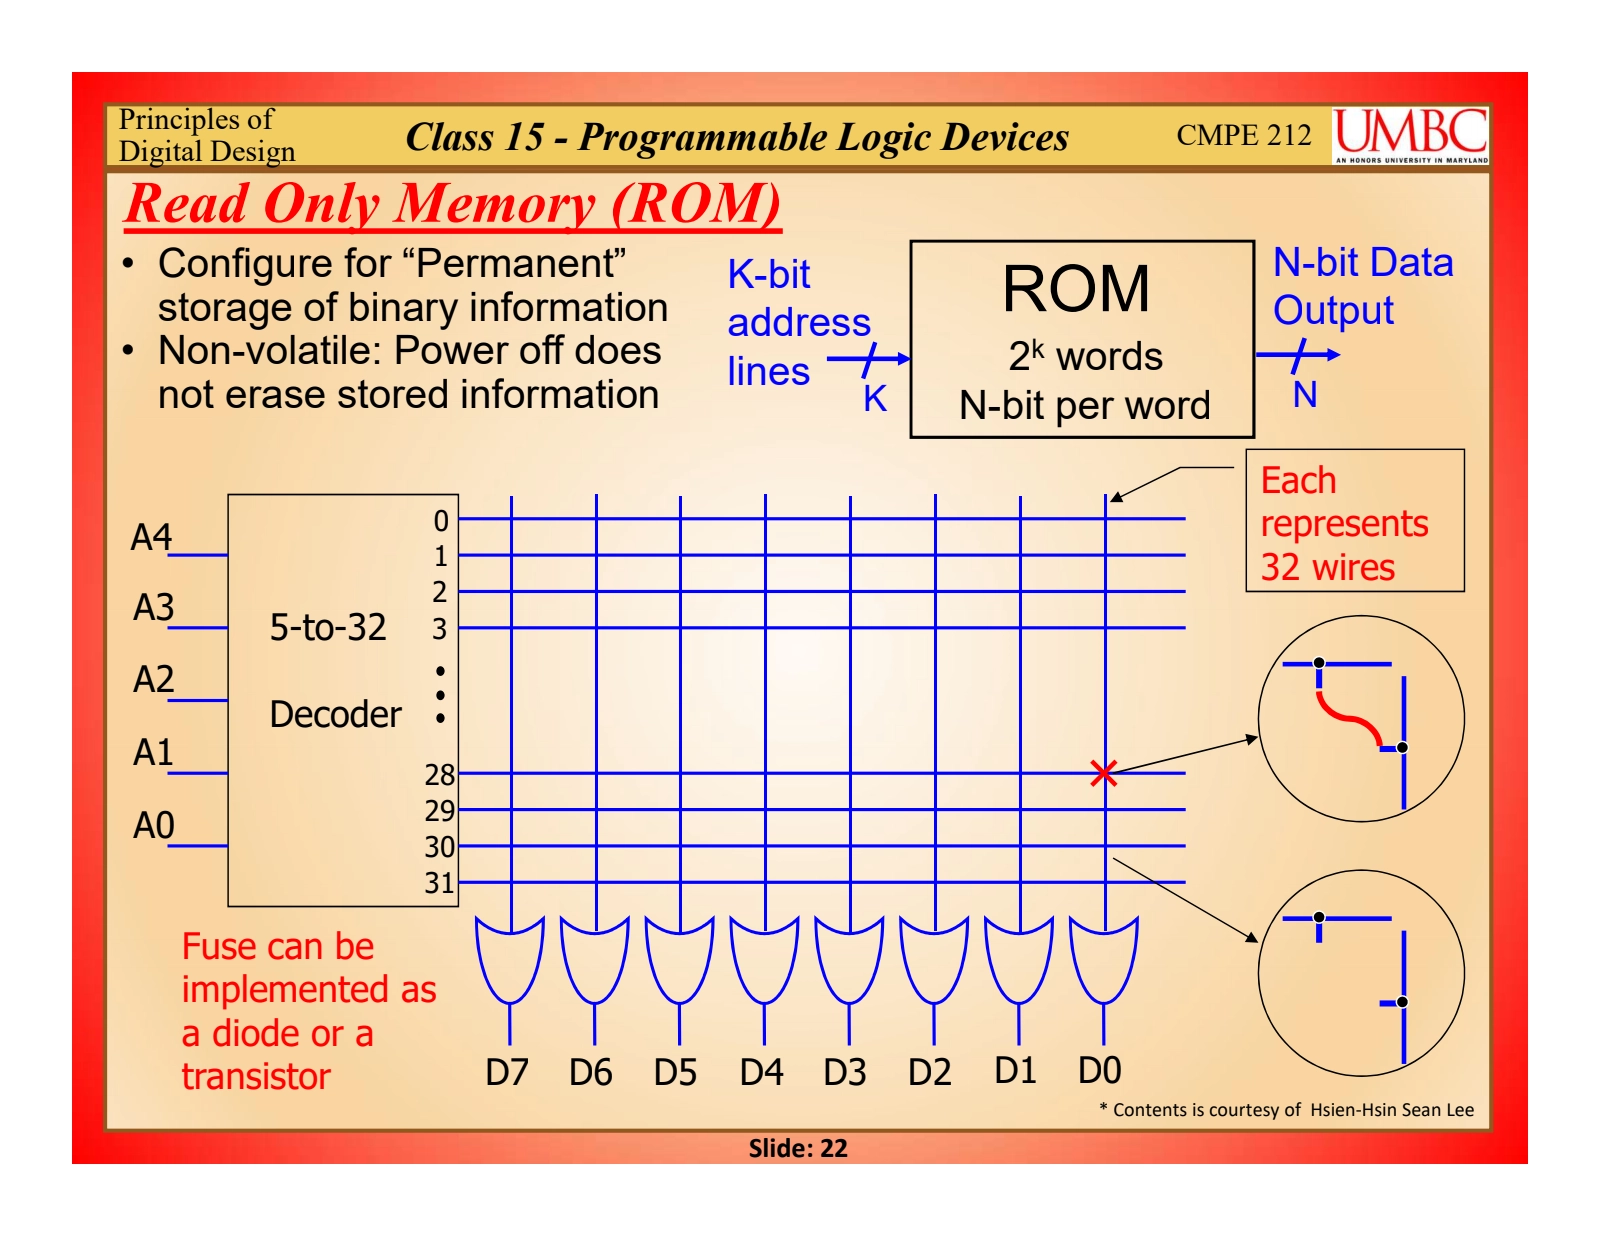 Principles of
Digital Design
Class 15 - Programmable Logic Devices
CMPE 212
UMBC
AN HONORS UNIVERSITY IN MARYLAND
Read Only Memory (ROM)
• Configure for “Permanent”
storage of binary information
• Non-volatile: Power off does
not erase stored information
K-bit
address
lines
K
ROM
2ᵏ words
N-bit per word
N-bit Data
Output
N
Each
represents
32 wires
A4
A3
A2
A1
A0
5-to-32
Decoder
0
1
2
3
28
29
30
31
Fuse can be
implemented as
a diode or a
transistor
D7 D6 D5 D4 D3 D2 D1 D0
* Contents is courtesy of Hsien-Hsin Sean Lee
Slide: 22